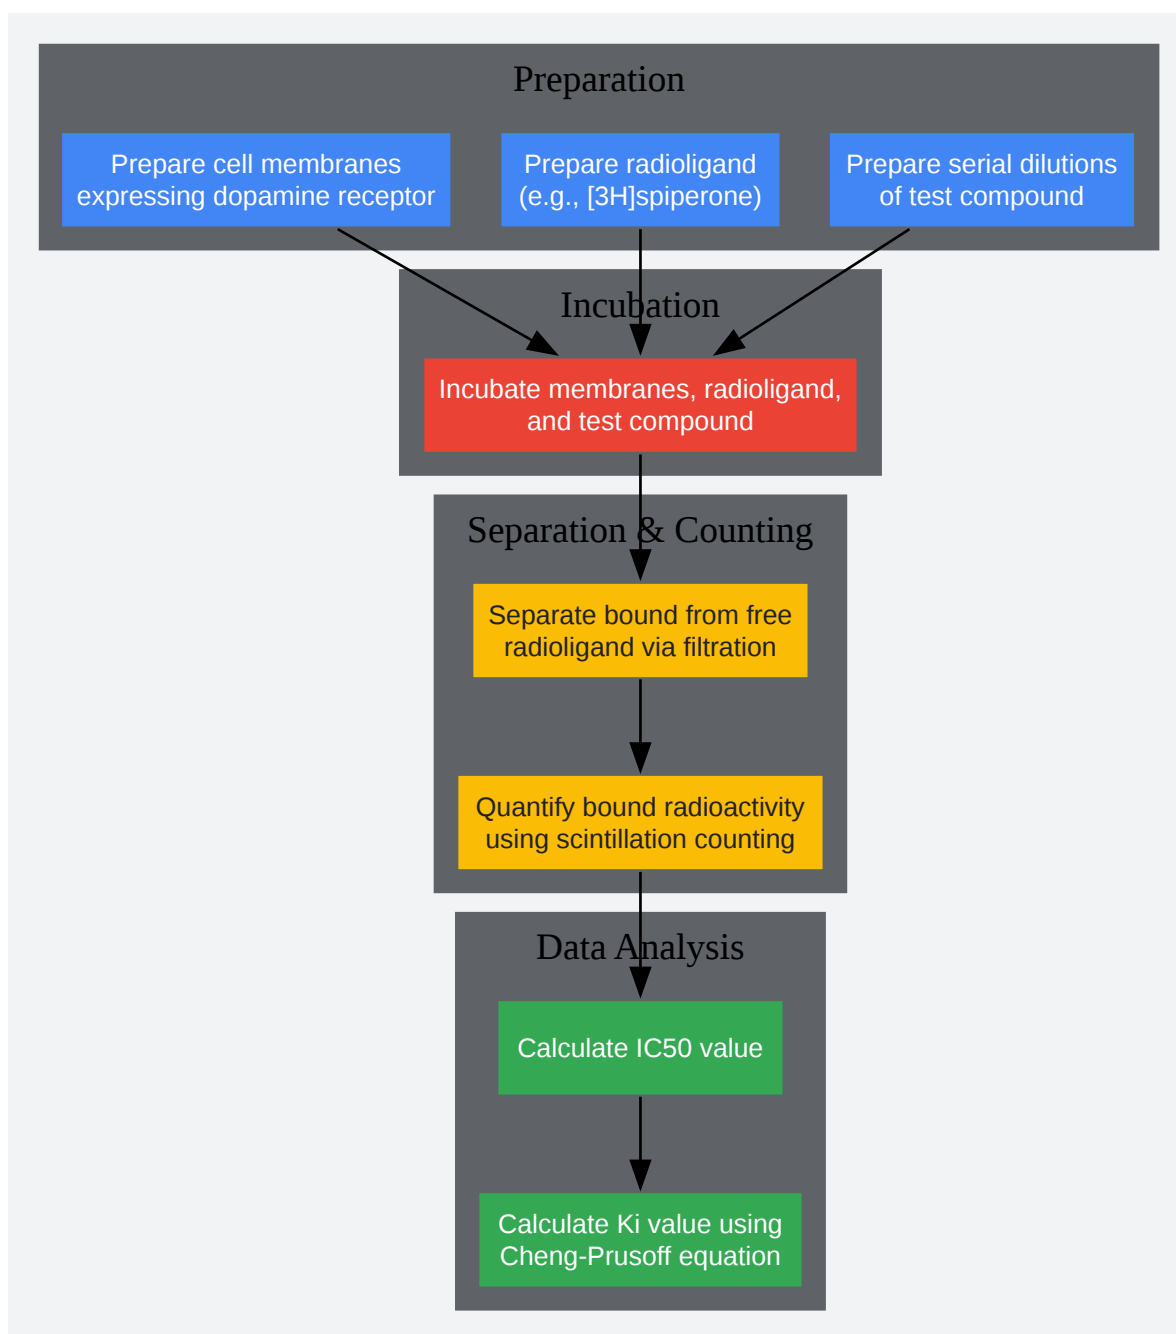 Preparation
Prepare cell membranes
expressing dopamine receptor
Prepare radioligand
(e.g., [3H]spiperone)
Prepare serial dilutions
of test compound
Incubation
Incubate membranes, radioligand,
and test compound
Separation & Counting
Separate bound from free
radioligand via filtration
Quantify bound radioactivity
using scintillation counting
Data Analysis
Calculate IC50 value
Calculate Ki value using
Cheng-Prusoff equation